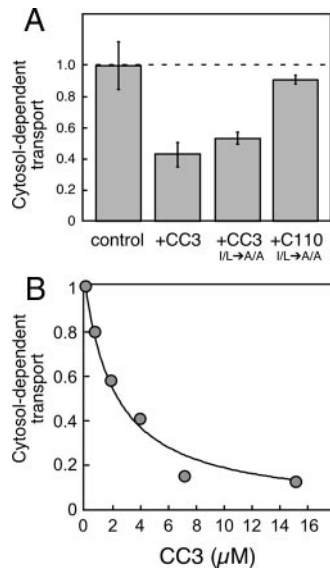 A
Cytosol-dependent
transport
1.0
0.8
0.6
0.4
0.2
0
control
+CC3
+CC3
I/L➔A/A
+C110
I/L➔A/A
B
Cytosol-dependent
transport
1
0.8
0.6
0.4
0.2
0 2 4 6 8 10 12 14 16
CC3 (µM)